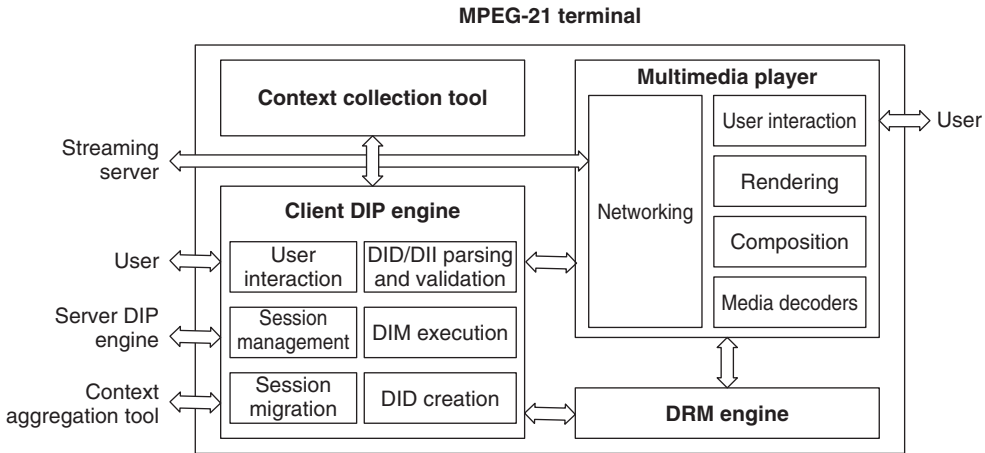 MPEG-21 terminal
Context collection tool
Multimedia player
Networking
User interaction
Rendering
Composition
Media decoders
User
Streaming
server
Client DIP engine
User
interaction
DID/DII parsing
and validation
Session
management
DIM execution
Session
migration
DID creation
User
Server DIP
engine
Context
aggregation tool
DRM engine